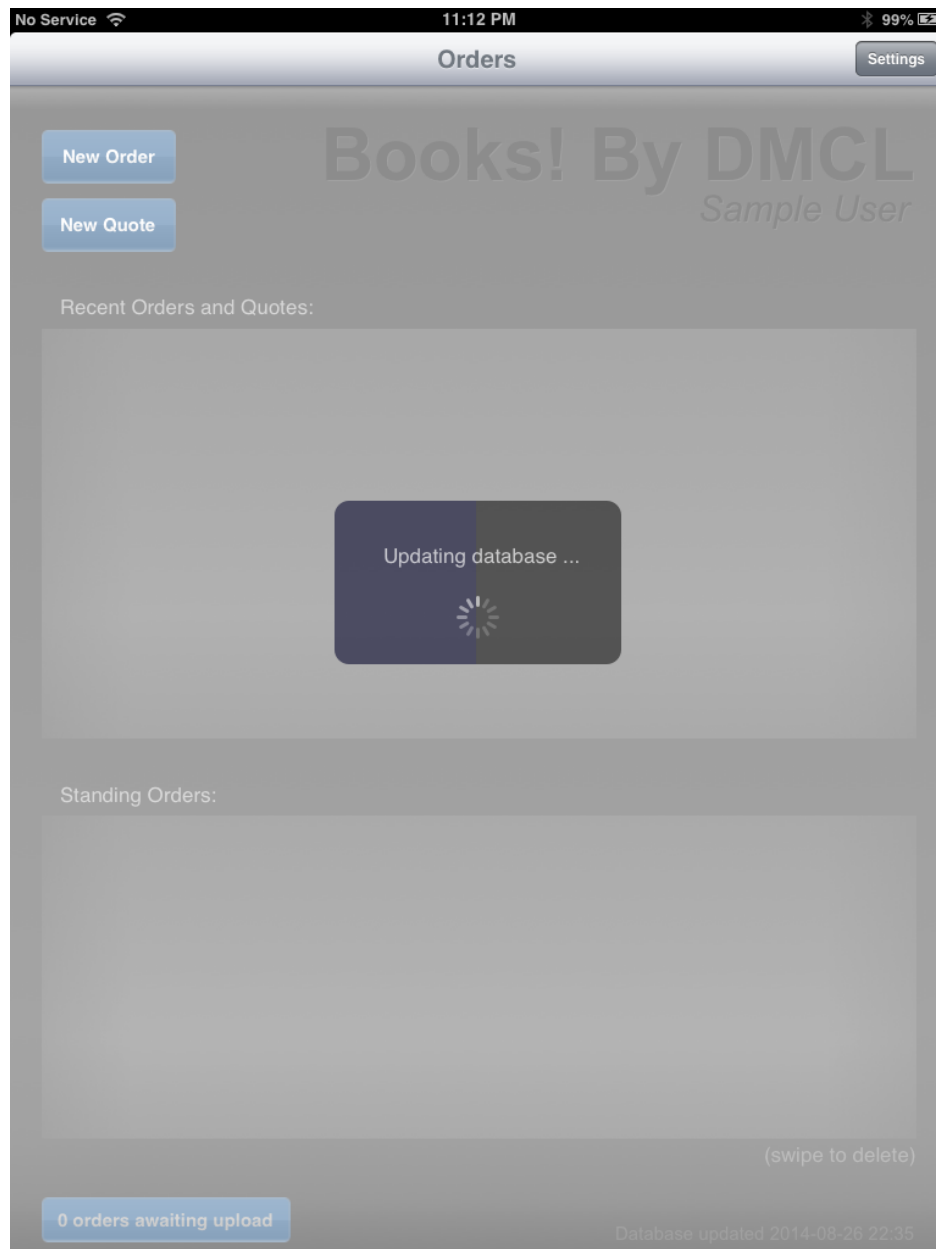 No Service 11:12 PM 99%
Orders Settings
New Order
Books! By DMCL
Sample User
New Quote
Recent Orders and Quotes:
Updating database ...
Standing Orders:
(swipe to delete)
0 orders awaiting upload
Database updated 2014-08-26 22:35